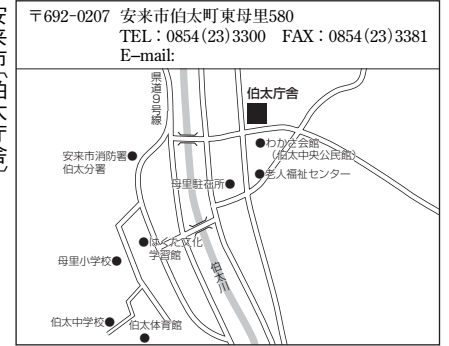 安来市（伯太庁舎）
〒692-0207 安来市伯太町東母里580
TEL：0854(23)3300 FAX：0854(23)3381
E–mail:
県道9号線
伯太庁舎
わかさ会館
（伯太中央公民館）
安来市消防署
伯太分署
老人福祉センター
母里駐在所
はくた文化
学習館
母里小学校
伯太川
伯太中学校
伯太体育館